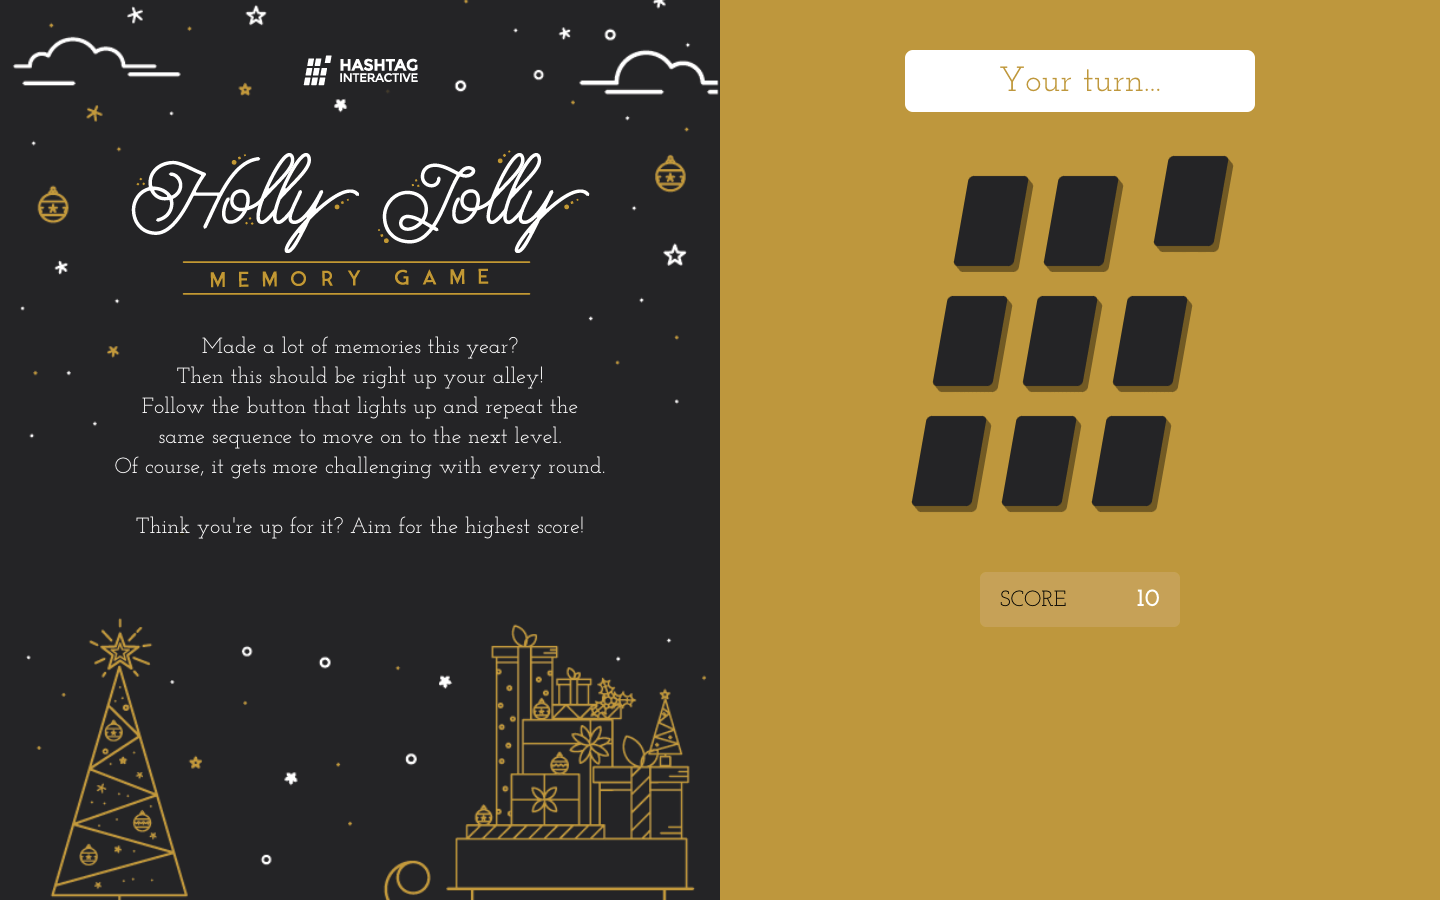 HASHTAG
INTERACTIVE
Holly Jolly
MEMORY GAME
Made a lot of memories this year?
Then this should be right up your alley!
Follow the button that lights up and repeat the
same sequence to move on to the next level.
Of course, it gets more challenging with every round.
Think you're up for it? Aim for the highest score!
Your turn...
SCORE 10